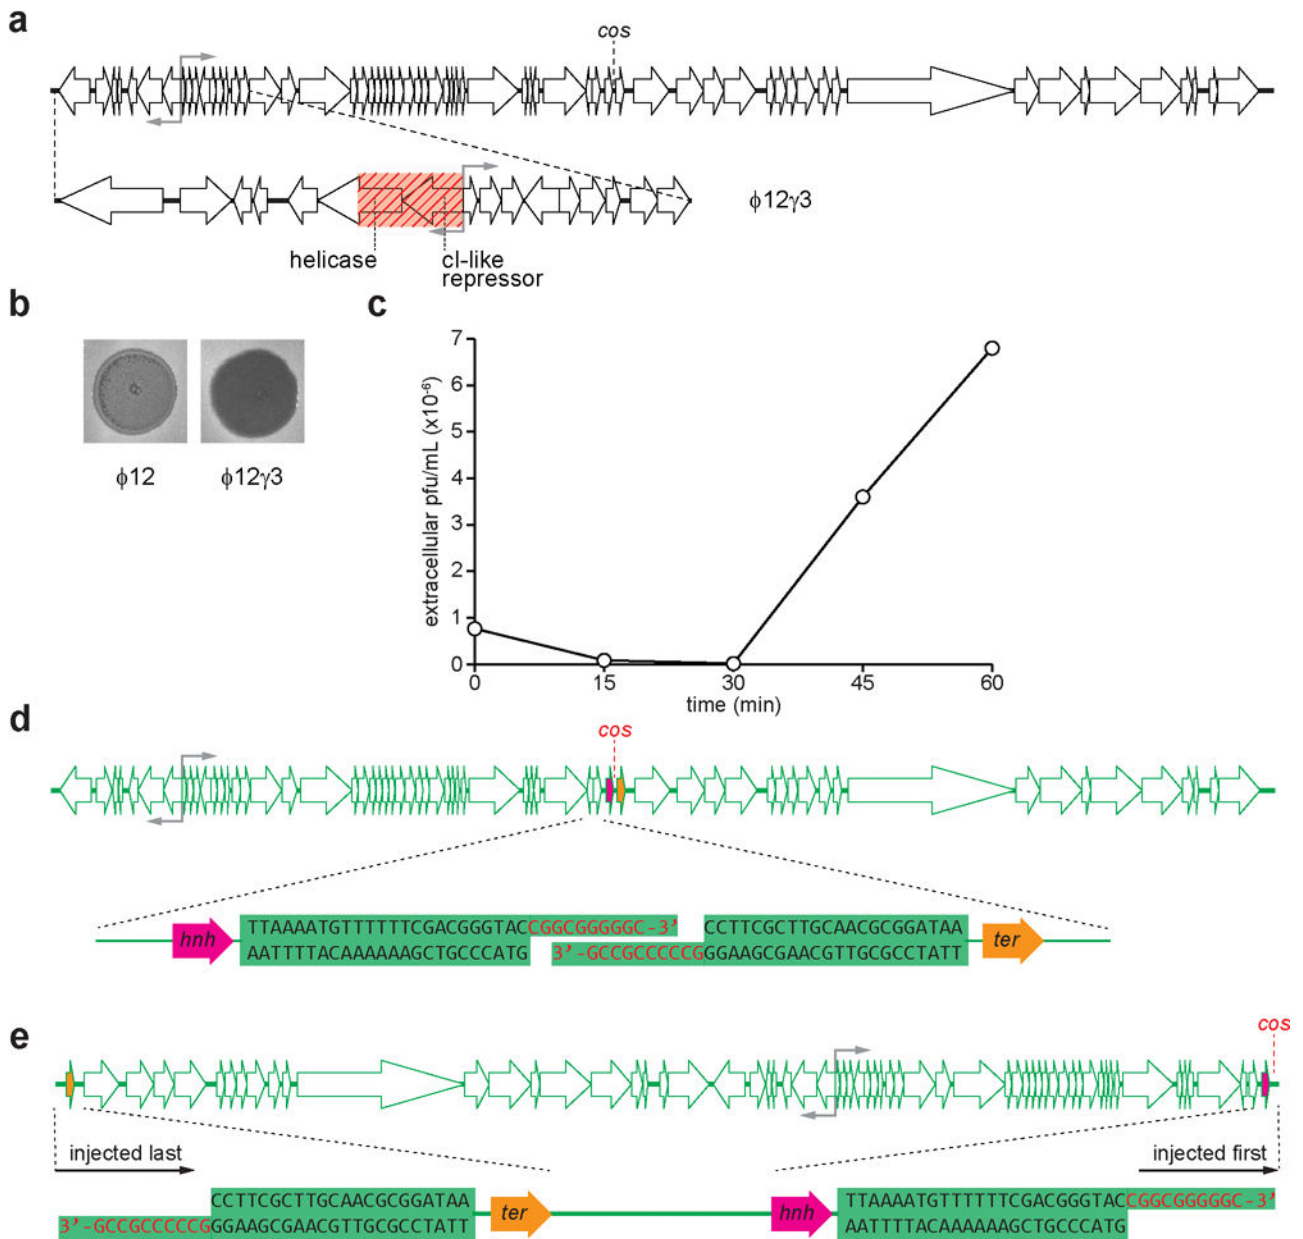 a
cos
ϕ12γ3
helicase
cI-like
repressor
b
ϕ12
ϕ12γ3
c
extracellular pfu/mL (x10⁻⁶)
7
6
5
4
3
2
1
0
0
15
30
45
60
time (min)
d
cos
hnh
TTAAAATGTTTTTTCGACGGGTACCGGCGGGGGC-3’
CCTTCGCTTGCAACGCGGATAA
AATTTTACAAAAAAGCTGCCCATG
3’-GCCGCCCCCGGGAAGCGAACGTTGCGCCTATT
ter
e
cos
injected last
injected first
CCTTCGCTTGCAACGCGGATAA
3’-GCCGCCCCCGGGAAGCGAACGTTGCGCCTATT
ter
hnh
TTAAAATGTTTTTTCGACGGGTACCGGCGGGGGC-3’
AATTTTACAAAAAAGCTGCCCATG